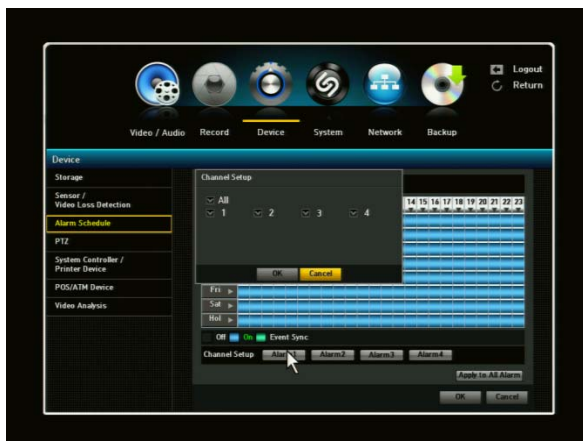 Logout
Return
Video / Audio Record Device System Network Backup
Device
Storage
Sensor /
Video Loss Detection
Alarm Schedule
PTZ
System Controller /
Printer Device
POS/ATM Device
Video Analysis
Channel Setup
All
1 2 3 4
OK Cancel
14 15 16 17 18 19 20 21 22 23
Fri
Sat
Hol
Off On Event Sync
Channel Setup Alarm1 Alarm2 Alarm3 Alarm4
Apply to All Alarm
OK Cancel